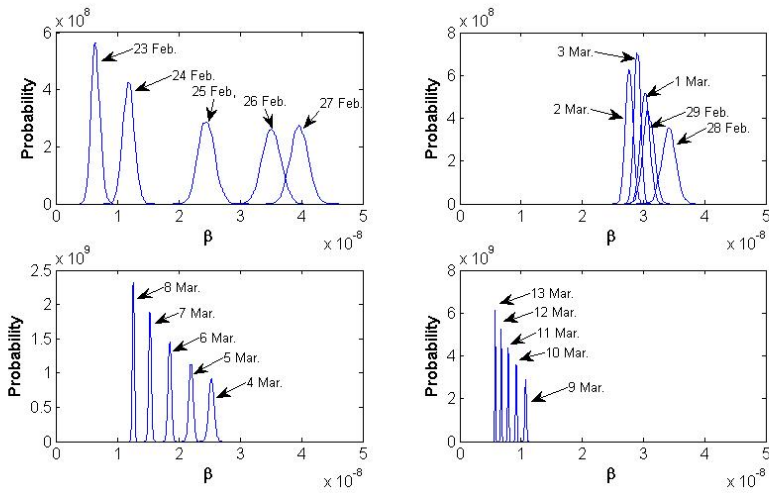 x 10^8
6
4
2
0
Probability
23 Feb.
24 Feb.
25 Feb,
26 Feb.
27 Feb.
0 1 2 3 4 5
β
x 10^-8
x 10^8
8
6
4
2
0
Probability
3 Mar.
1 Mar.
2 Mar.
29 Feb.
28 Feb.
0 1 2 3 4 5
β
x 10^-8
x 10^9
2.5
2
1.5
1
0.5
0
Probability
8 Mar.
7 Mar.
6 Mar.
5 Mar.
4 Mar.
0 1 2 3 4 5
β
x 10^-8
x 10^9
8
6
4
2
0
Probability
13 Mar.
12 Mar.
11 Mar.
10 Mar.
9 Mar.
0 1 2 3 4 5
β
x 10^-8